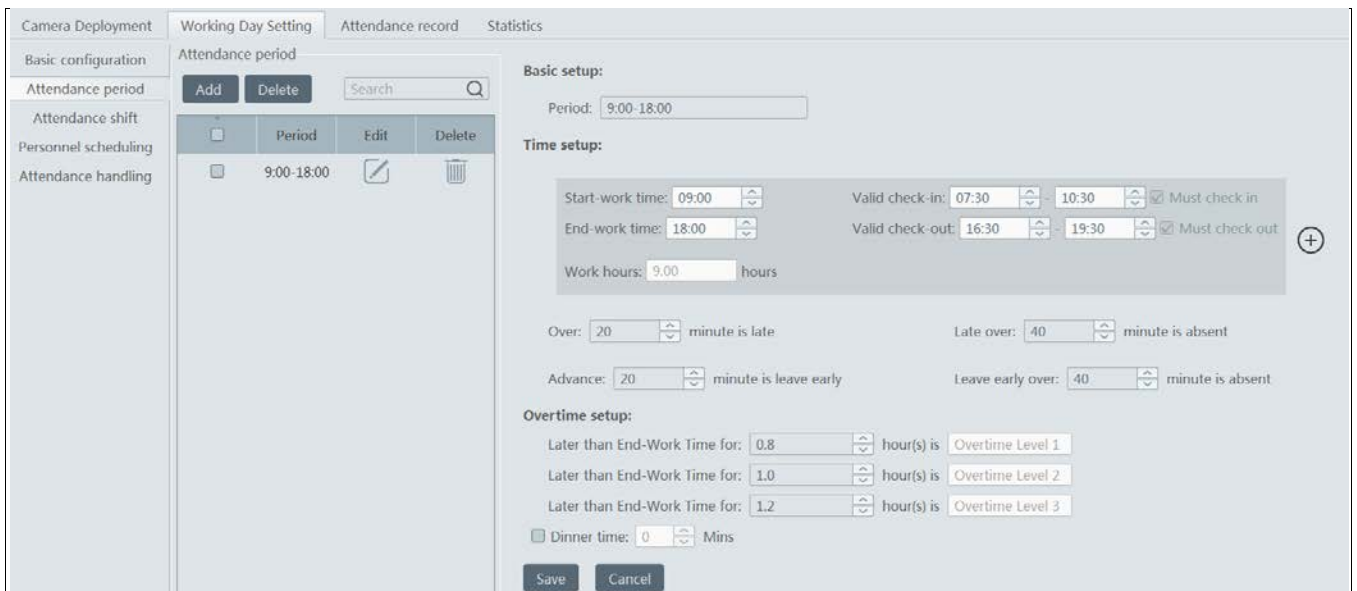 Camera Deployment Working Day Setting Attendance record Statistics
Basic configuration
Attendance period
Attendance shift
Personnel scheduling
Attendance handling
Attendance period
Add Delete Search
Period Edit Delete
9:00-18:00
Basic setup:
Period: 9:00-18:00
Time setup:
Start-work time: 09:00 Valid check-in: 07:30 - 10:30 Must check in
End-work time: 18:00 Valid check-out: 16:30 - 19:30 Must check out
Work hours: 9.00 hours
Over: 20 minute is late Late over: 40 minute is absent
Advance: 20 minute is leave early Leave early over: 40 minute is absent
Overtime setup:
Later than End-Work Time for: 0.8 hour(s) is Overtime Level 1
Later than End-Work Time for: 1.0 hour(s) is Overtime Level 2
Later than End-Work Time for: 1.2 hour(s) is Overtime Level 3
Dinner time: 0 Mins
Save Cancel